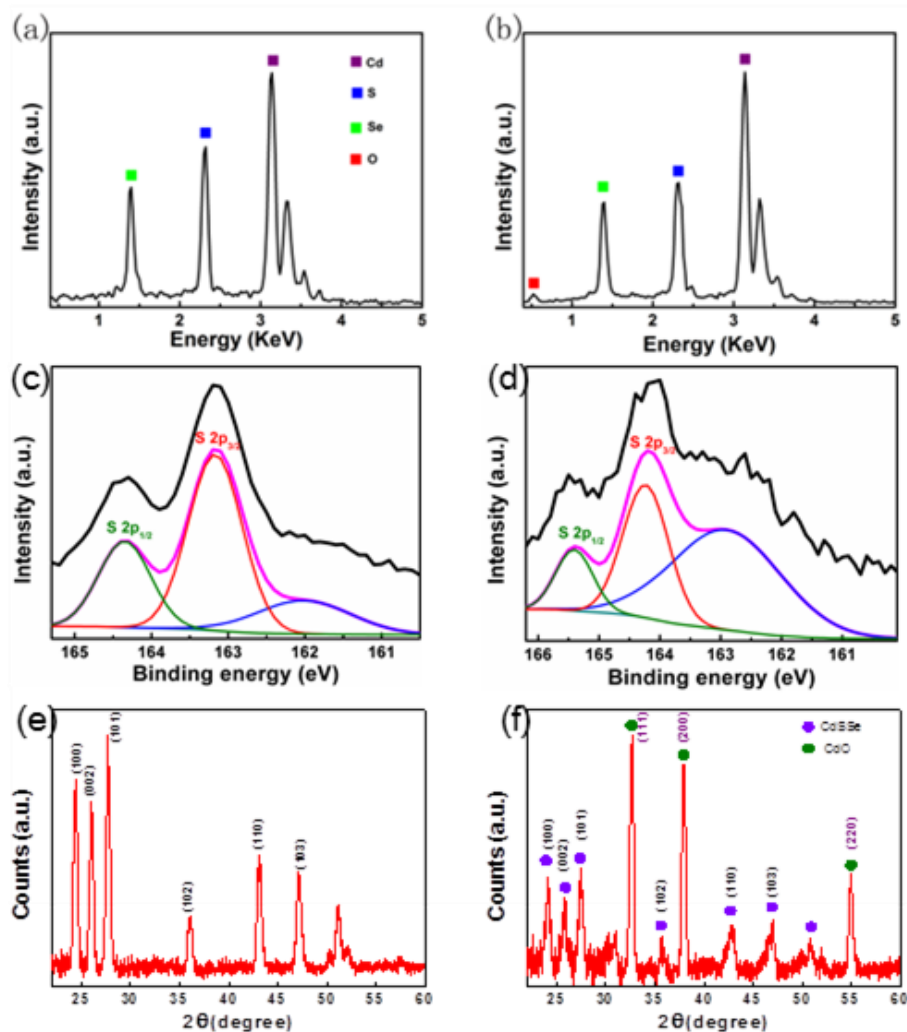 (a)
Intensity (a.u.)
Cd
S
Se
O
1 2 3 4 5
Energy (KeV)
(b)
Intensity (a.u.)
1 2 3 4 5
Energy (KeV)
(c)
Intensity (a.u.)
S 2p3/2
S 2p1/2
165 164 163 162 161
Binding energy (eV)
(d)
Intensity (a.u.)
S 2p3/2
S 2p1/2
166 165 164 163 162 161
Binding energy (eV)
(e)
Counts (a.u.)
(100)
(002)
(101)
(102)
(110)
(103)
25 30 35 40 45 50 55 60
2θ(degree)
(f)
Counts (a.u.)
CdSSe
CdO
(100)
(002)
(101)
(111)
(102)
(200)
(110)
(103)
(220)
25 30 35 40 45 50 55 60
2θ(degree)